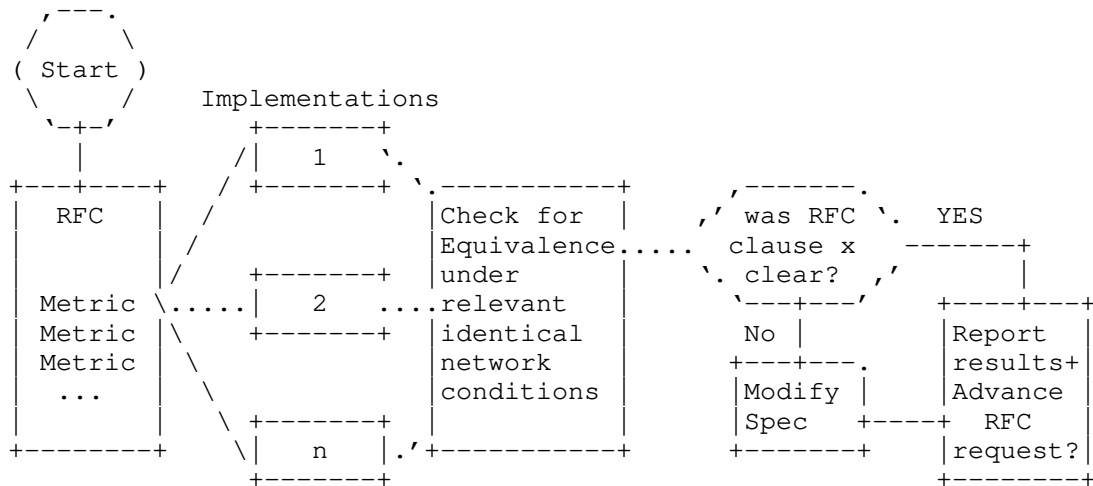 Start
Implementations
1
RFC
Metric
Metric
Metric
...
2
n
Check for
Equivalence
under
relevant
identical
network
conditions
was RFC
clause x
clear?
YES
No
Modify
Spec
Report
results+
Advance
RFC
request?